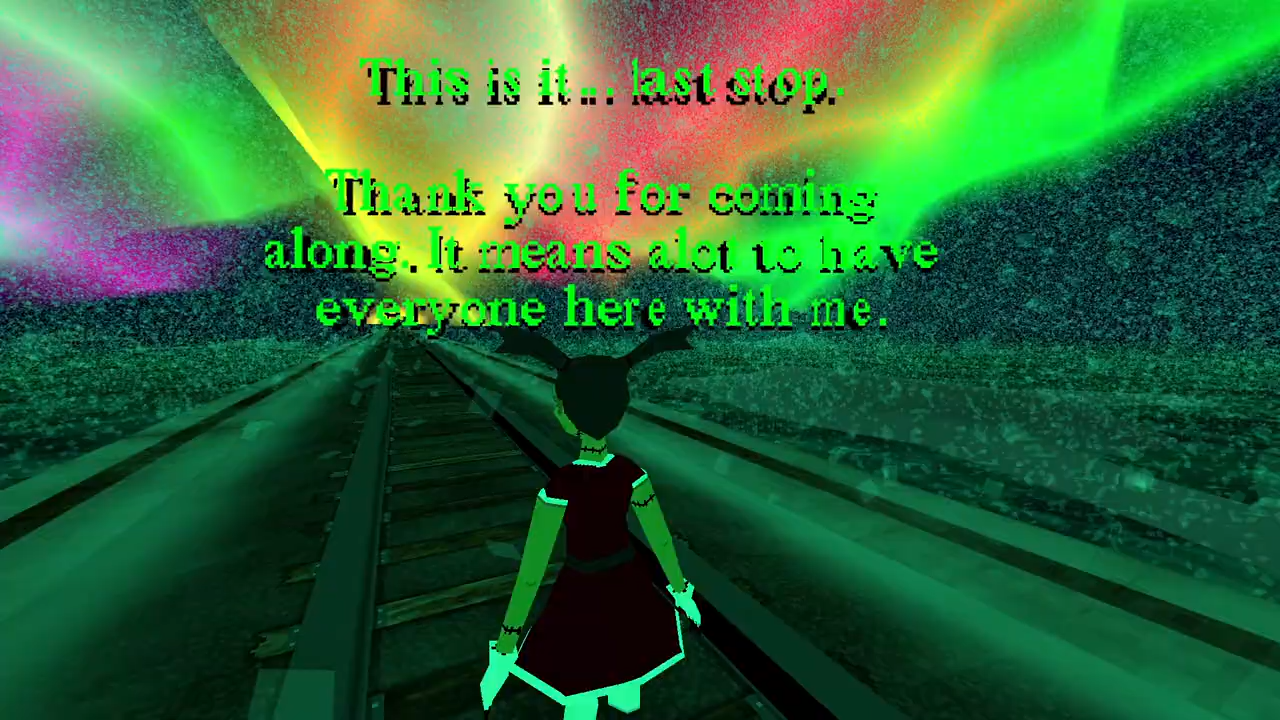 This is it... last stop.
Thank you for coming
along. It means alot to have
everyone here with me.